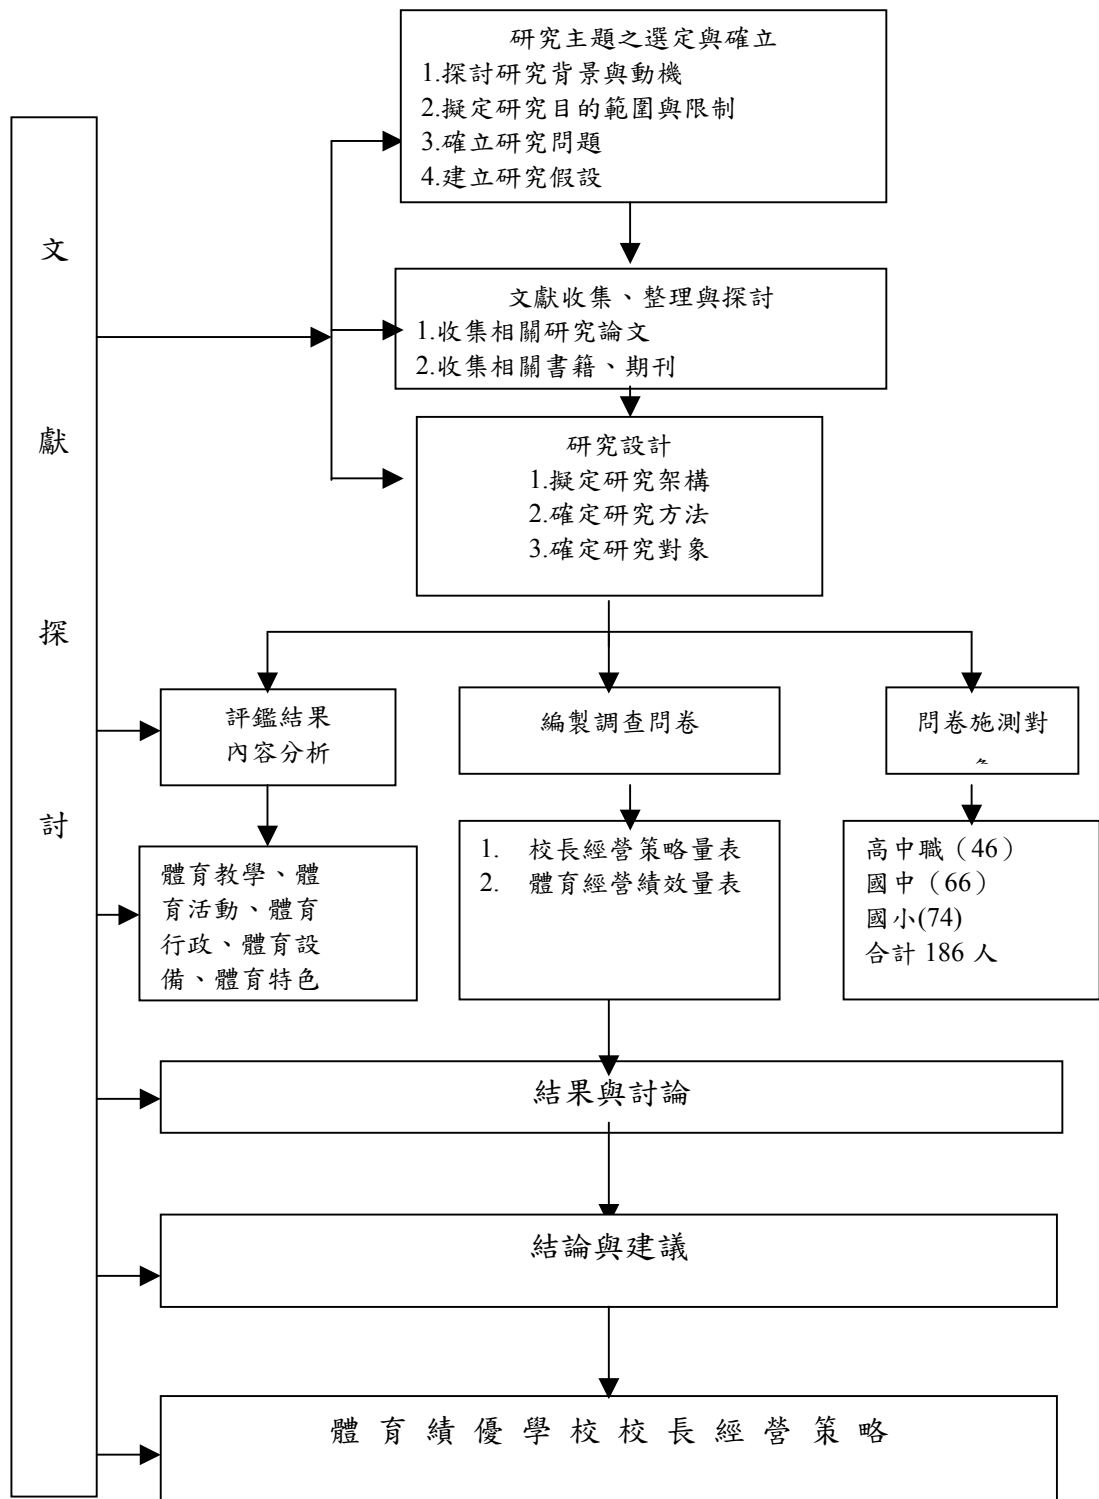 研究主題之選定與確立
1.探討研究背景與動機
2.擬定研究目的範圍與限制
3.確立研究問題
4.建立研究假設
文獻探討
文獻收集、整理與探討
1.收集相關研究論文
2.收集相關書籍、期刊
研究設計
1.擬定研究架構
2.確定研究方法
3.確定研究對象
評鑑結果
內容分析
編製調查問卷
問卷施測對
體育教學、體
育活動、體育
行政、體育設
備、體育特色
1. 校長經營策略量表
2. 體育經營績效量表
高中職（46）
國中（66）
國小(74)
合計 186 人
結果與討論
結論與建議
體育績優學校校長經營策略